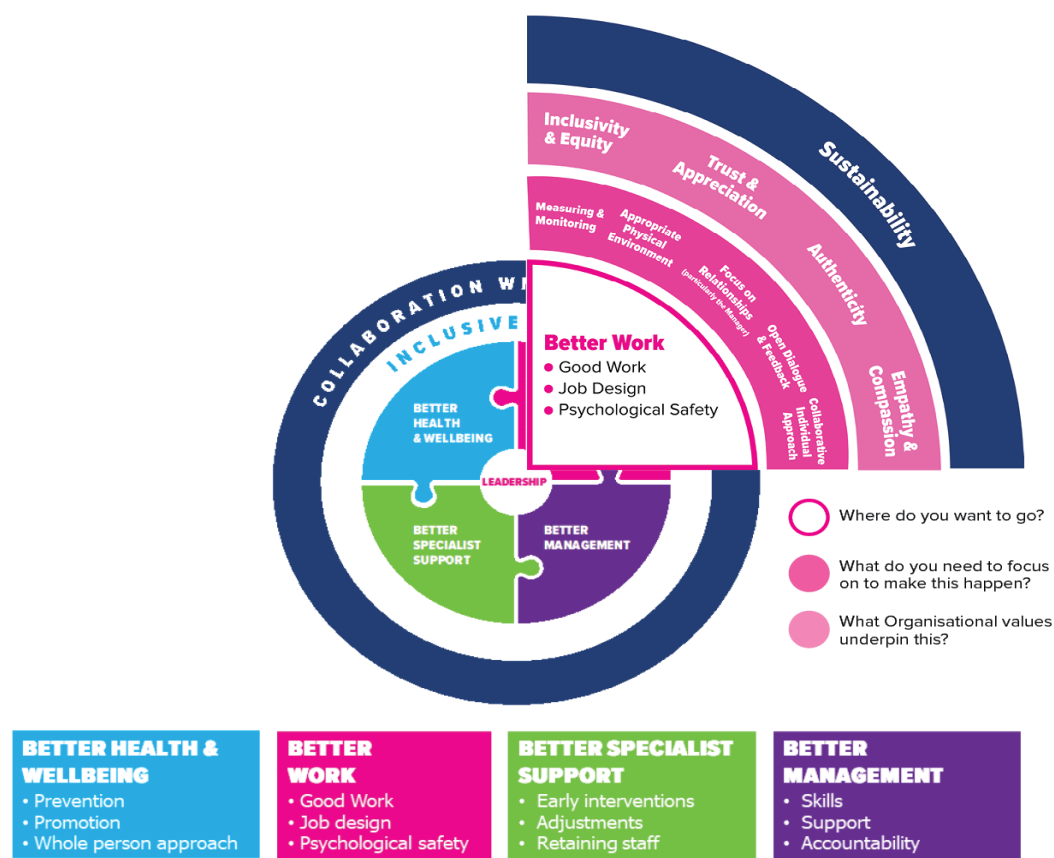 Sustainability
Inclusivity
& Equity
Trust &
Appreciation
Authenticity
Empathy &
Compassion
Measuring &
Monitoring
Appropriate
Physical
Environment
Focus on
Relationships
(particularly the Manager)
Open Dialogue
& Feedback
Collaborative
Individual
Approach
Better Work
• Good Work
• Job Design
• Psychological Safety
COLLABORATION
INCLUSIVE
BETTER
HEALTH
& WELLBEING
LEADERSHIP
BETTER
SPECIALIST
SUPPORT
BETTER
MANAGEMENT
Where do you want to go?
What do you need to focus
on to make this happen?
What Organisational values
underpin this?
BETTER HEALTH &
WELLBEING
• Prevention
• Promotion
• Whole person approach
BETTER
WORK
• Good Work
• Job design
• Psychological safety
BETTER SPECIALIST
SUPPORT
• Early interventions
• Adjustments
• Retaining staff
BETTER
MANAGEMENT
• Skills
• Support
• Accountability